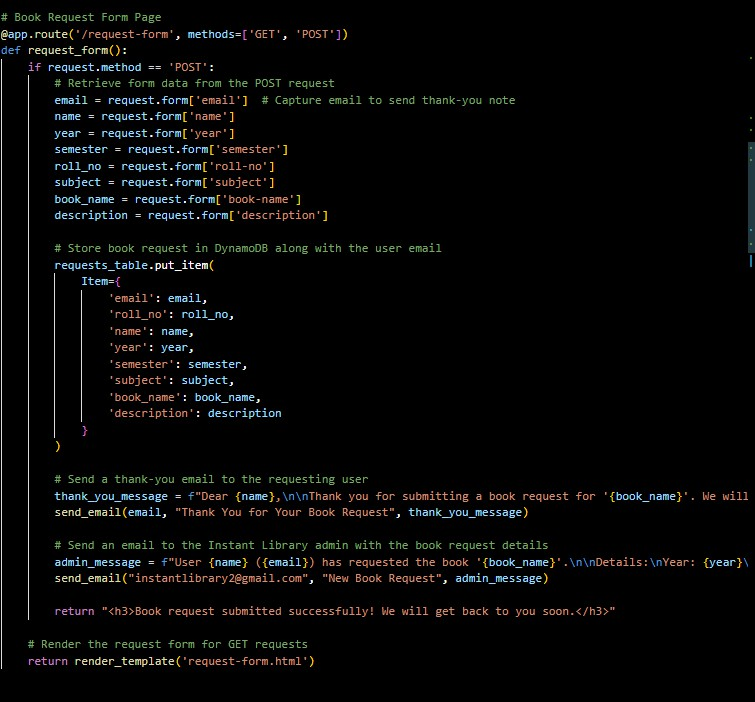 # Book Request Form Page
@app.route('/request-form', methods=['GET', 'POST'])
def request_form():
    if request.method == 'POST':
        # Retrieve form data from the POST request
        email = request.form['email']  # Capture email to send thank-you note
        name = request.form['name']
        year = request.form['year']
        semester = request.form['semester']
        roll_no = request.form['roll-no']
        subject = request.form['subject']
        book_name = request.form['book-name']
        description = request.form['description']

        # Store book request in DynamoDB along with the user email
        requests_table.put_item(
            Item={
                'email': email,
                'roll_no': roll_no,
                'name': name,
                'year': year,
                'semester': semester,
                'subject': subject,
                'book_name': book_name,
                'description': description
            }
        )

        # Send a thank-you email to the requesting user
        thank_you_message = f"Dear {name},\n\nThank you for submitting a book request for '{book_name}'. We will
        send_email(email, "Thank You for Your Book Request", thank_you_message)

        # Send an email to the Instant Library admin with the book request details
        admin_message = f"User {name} ({email}) has requested the book '{book_name}'.\n\nDetails:\nYear: {year}\
        send_email("instantlibrary2@gmail.com", "New Book Request", admin_message)

        return "<h3>Book request submitted successfully! We will get back to you soon.</h3>"

    # Render the request form for GET requests
    return render_template('request-form.html')